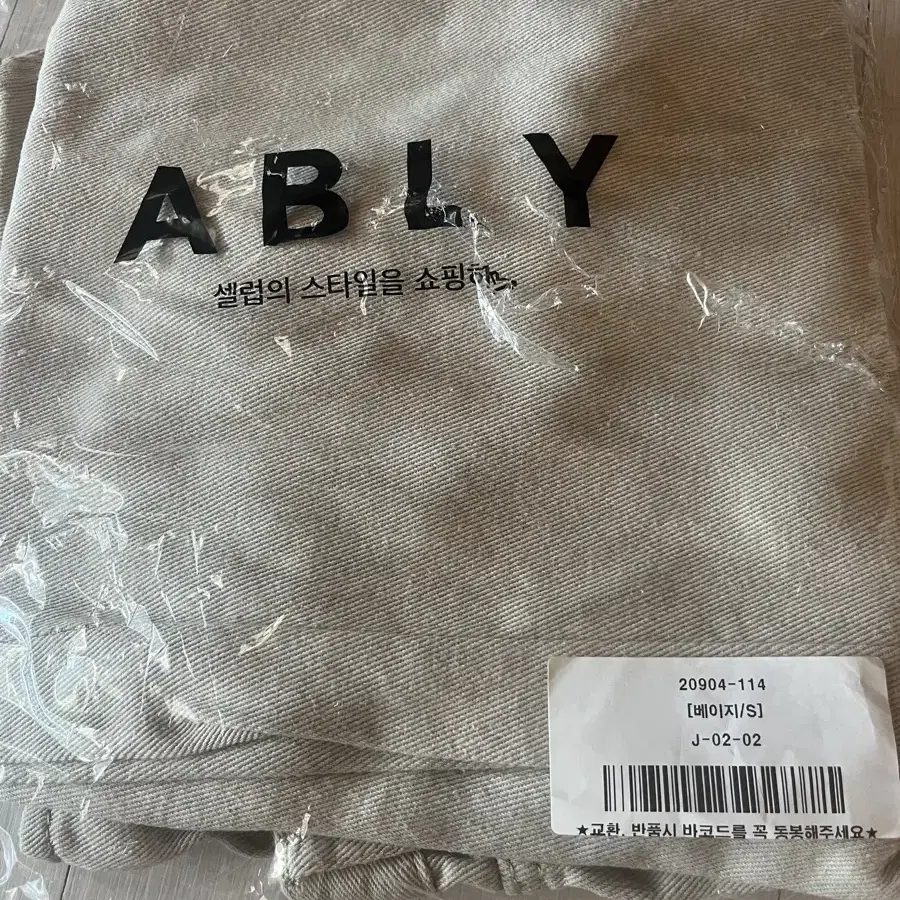 ABLY
셀럽의 스타일을 쇼핑하다.
20904-114
[베이지/S]
J-02-02
★교환, 반품시 바코드를 꼭 동봉해주세요★